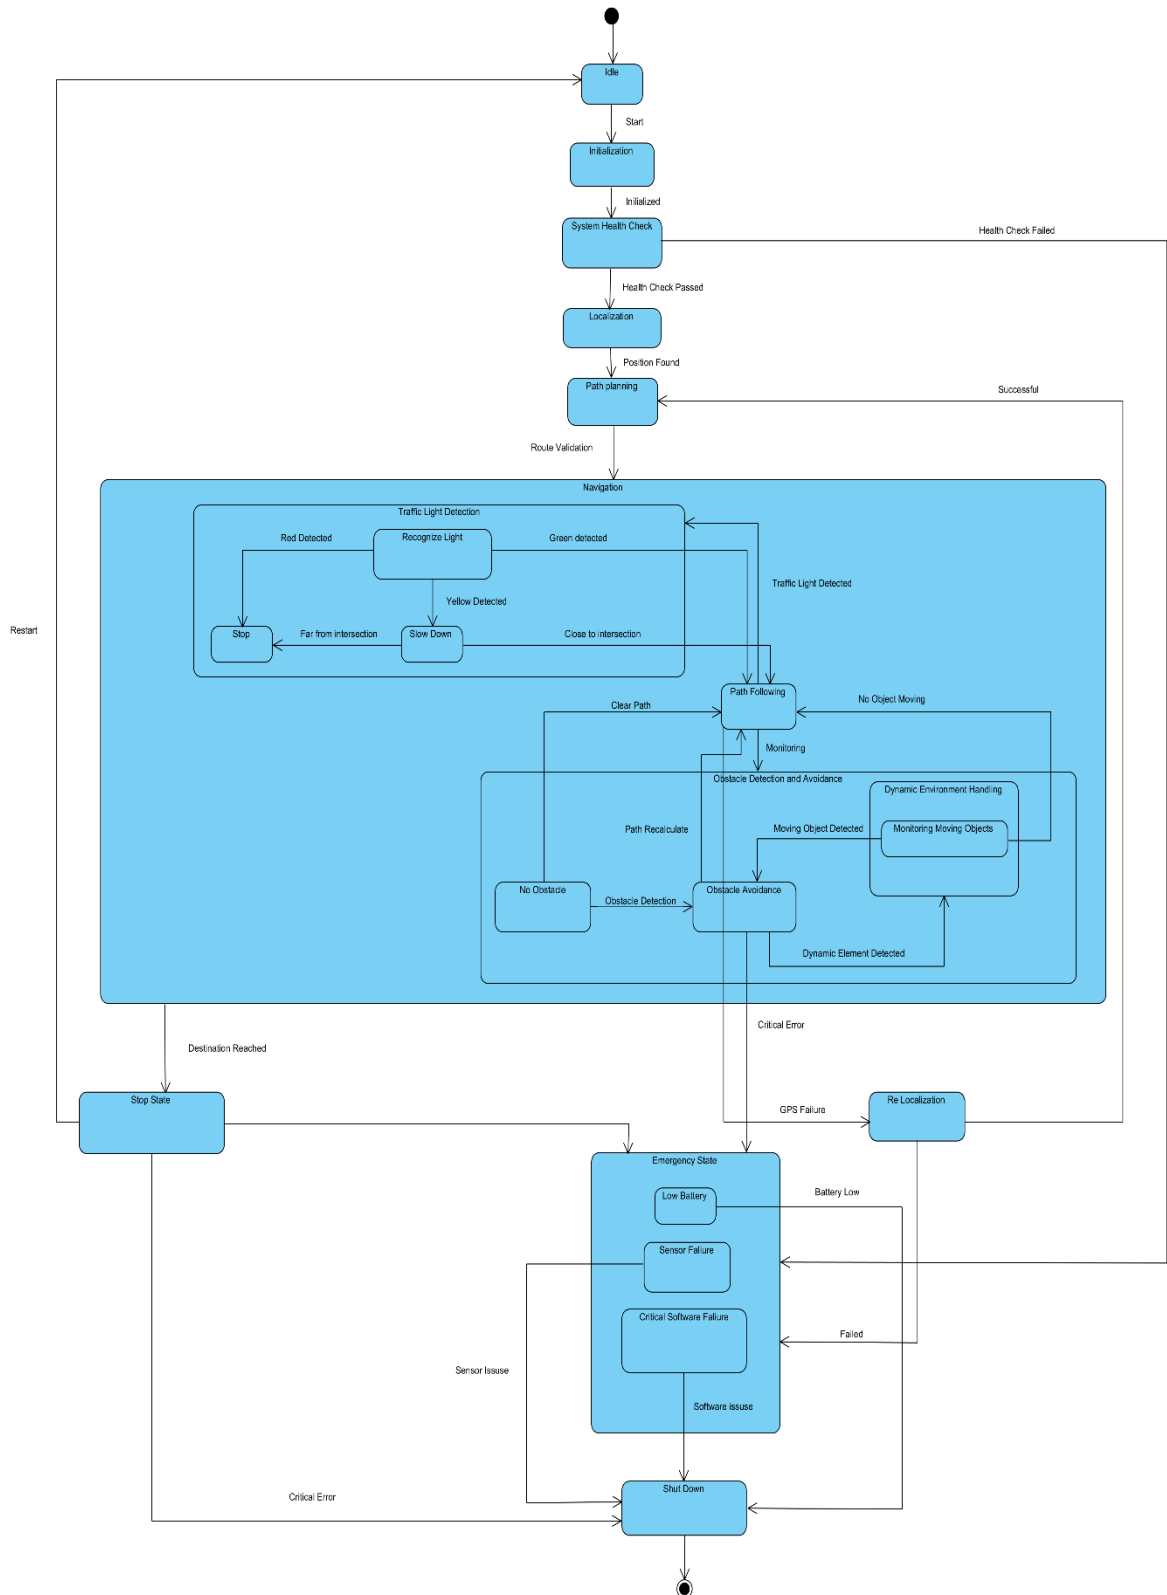 Idle
Start
Initialization
Inilialized
System Health Check
Health Check Failed
Health Check Passed
Localization
Position Found
Path planning
Successful
Route Validation
Navigation
Traffic Light Detection
Recognize Light
Red Detected
Green detected
Traffic Light Detected
Yellow Detected
Restart
Stop
Far from intersection
Slow Down
Close to intersection
Path Following
No Object Moving
Clear Path
Monitoring
Obstacle Detection and Avoidance
Dynamic Environment Handling
Path Recalculate
Moving Object Detected
Monitoring Moving Objects
No Obstacle
Obstacle Detection
Obstacle Avoidance
Dynamic Element Detected
Critical Error
Destination Reached
Stop State
GPS Failure
Re Localization
Emergency State
Low Battery
Battery Low
Sensor Faliure
Critical Software Faliure
Failed
Sensor Issuse
Software issuse
Shut Down
Critical Error